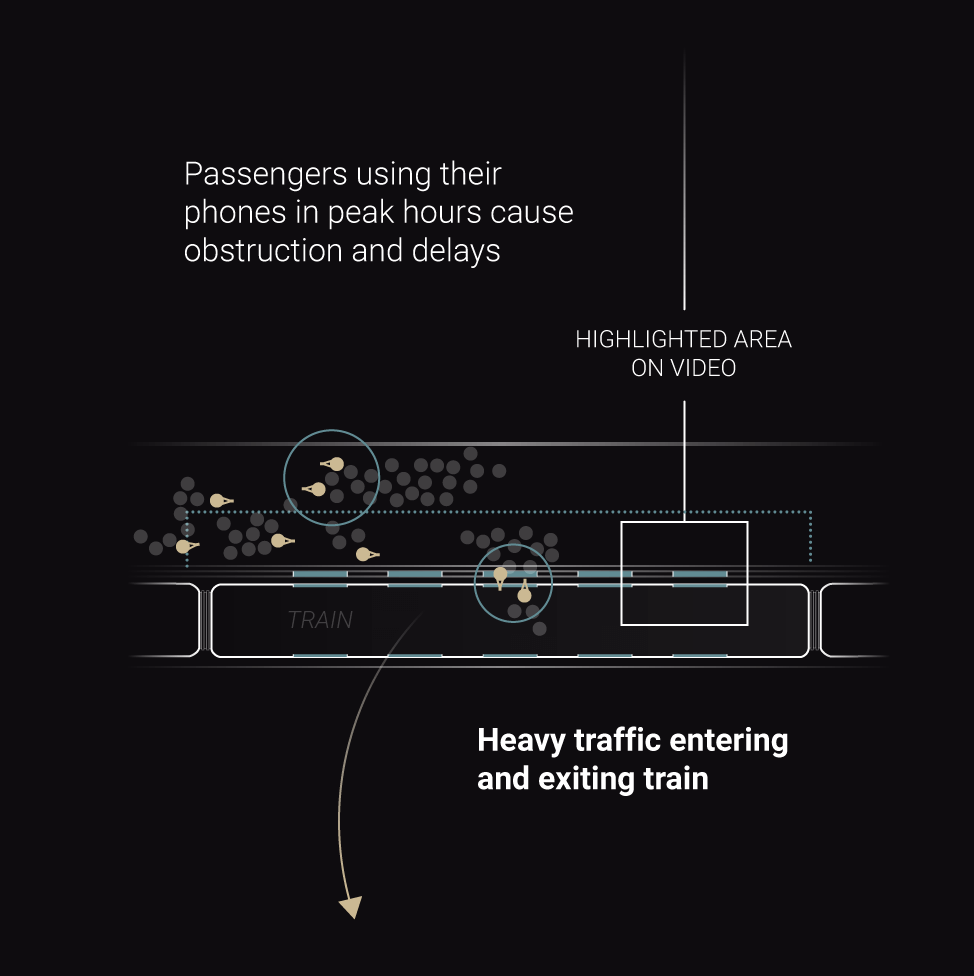 Passengers using their
phones in peak hours cause
obstruction and delays
HIGHLIGHTED AREA
ON VIDEO
TRAIN
Heavy traffic entering
and exiting train